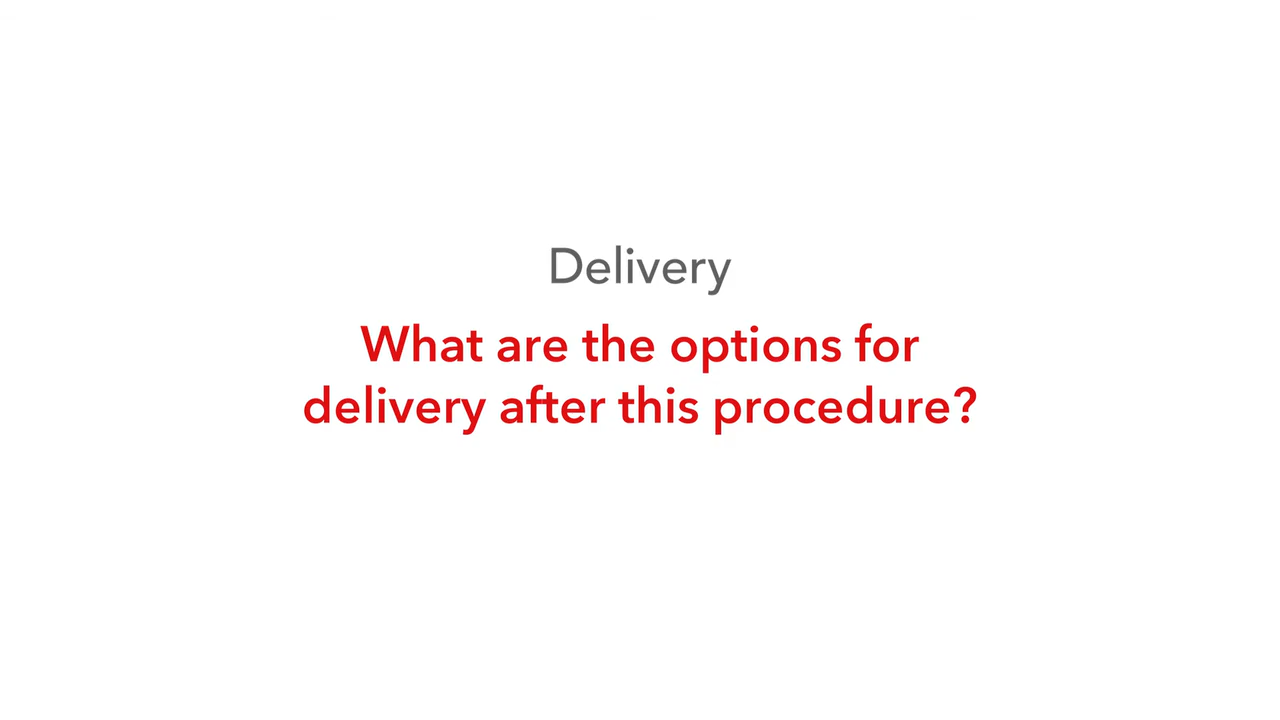 Delivery
What are the options for
delivery after this procedure?